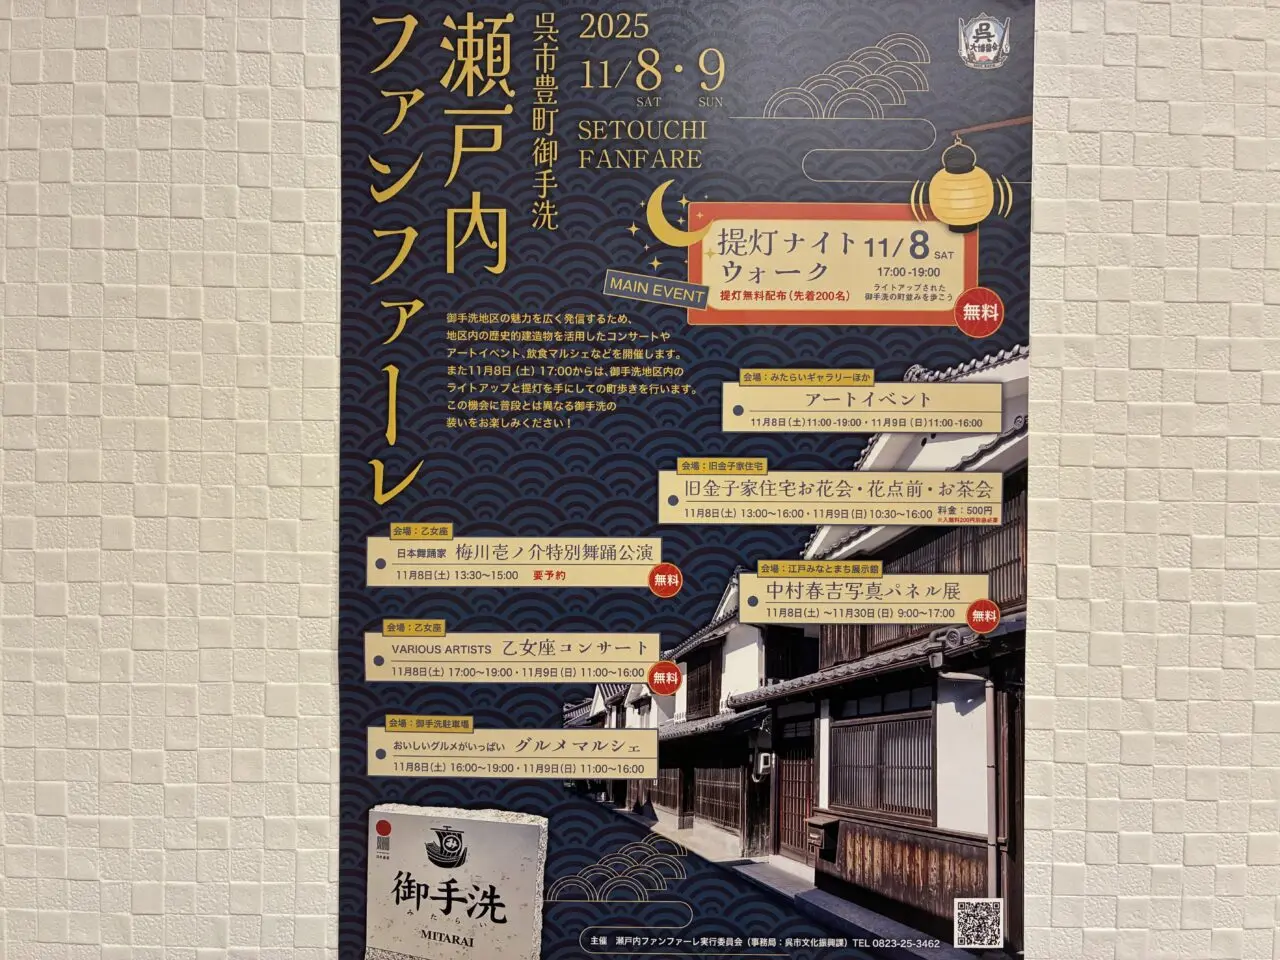 瀬戸内
ファンファーレ
呉市豊町御手洗
2025
11/8・9
SAT SUN
SETOUCHI
FANFARE
呉
大博覧会
MAIN EVENT
提灯ナイト
ウォーク
11/8 SAT
17:00-19:00
提灯無料配布(先着200名)
ライトアップされた
御手洗の町並みを歩こう
無料
御手洗地区の魅力を広く発信するため、
地区内の歴史的建造物を活用したコンサートや
アートイベント、飲食マルシェなどを開催します。
また11月8日(土) 17:00からは、御手洗地区内の
ライトアップと提灯を手にしての町歩きを行います。
この機会に普段とは異なる御手洗の
装いをお楽しみください!
会場:みたらいギャラリーほか
アートイベント
11月8日(土)11:00-19:00・11月9日(日)11:00-16:00
会場:旧金子家住宅
旧金子家住宅お花会・花点前・お茶会
11月8日(土) 13:00〜16:00・11月9日(日) 10:30〜16:00 料金:500円
※入館料200円別途必要
会場:乙女座
日本舞踊家 梅川壱ノ介特別舞踊公演
11月8日(土) 13:30〜15:00 要予約
無料
会場:江戸みなとまち展示館
中村春吉写真パネル展
11月8日(土) 〜11月30日(日) 9:00〜17:00
無料
会場:乙女座
VARIOUS ARTISTS 乙女座コンサート
11月8日(土) 17:00〜19:00・11月9日(日) 11:00〜16:00
無料
会場:御手洗駐車場
おいしいグルメがいっぱい グルメマルシェ
11月8日(土) 16:00〜19:00・11月9日(日) 11:00〜16:00
み
御手洗
みたらい
MITARAI
主催 瀬戸内ファンファーレ実行委員会(事務局:呉市文化振興課) TEL 0823-25-3462